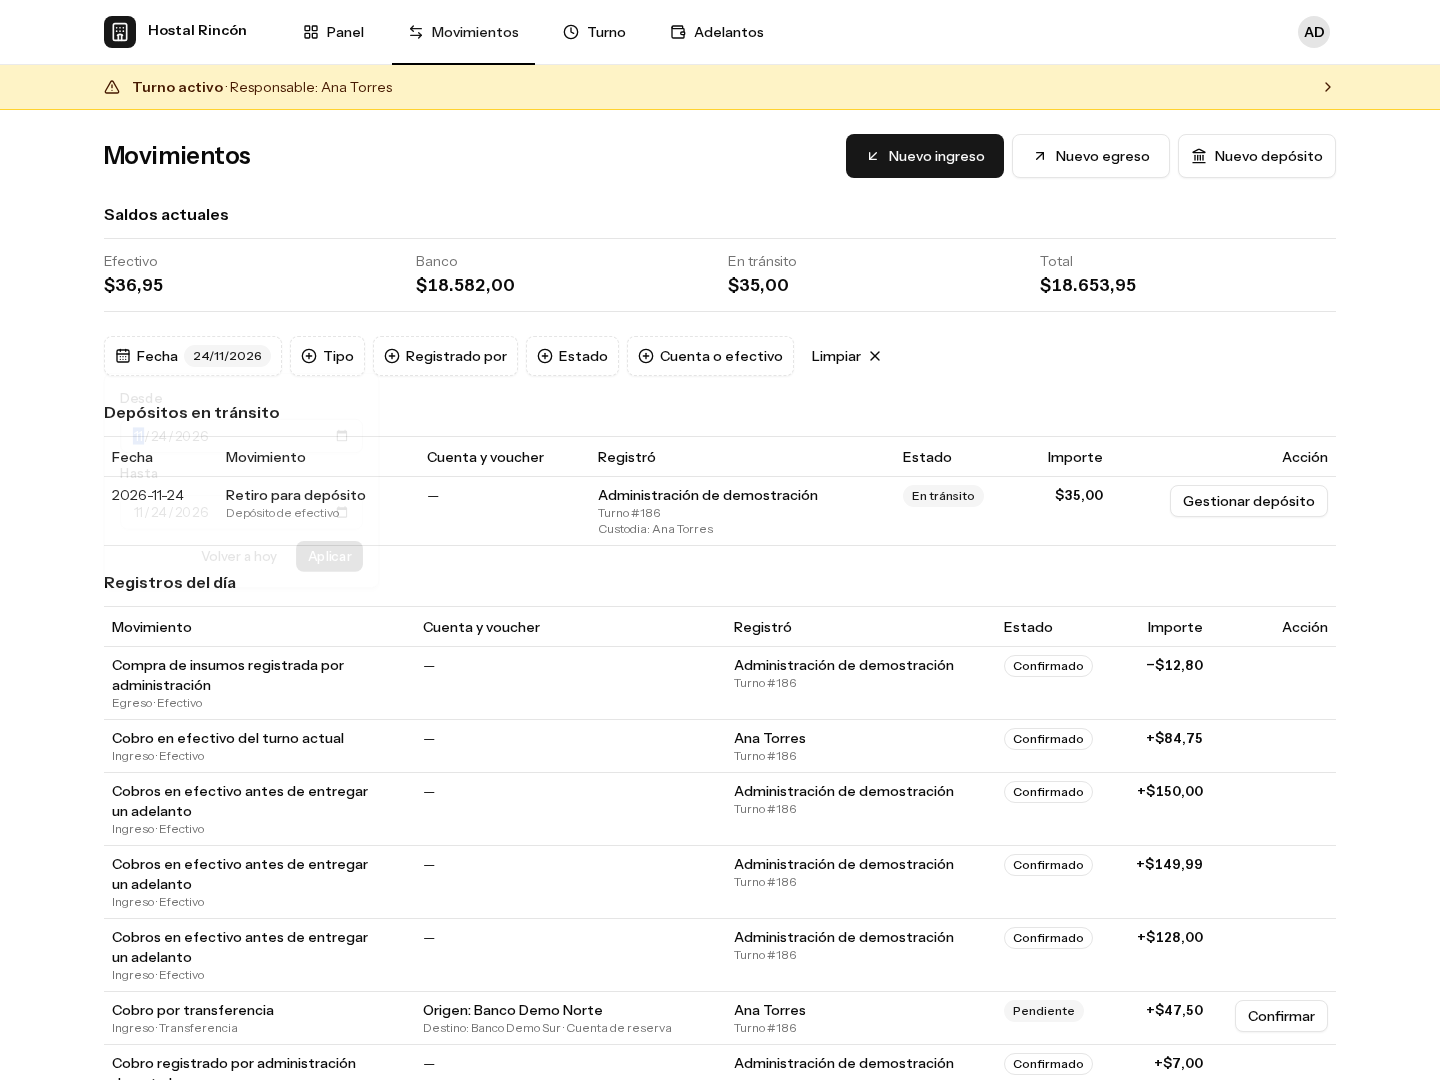 Hostal Rincón
Panel
Movimientos
Turno
Adelantos
AD
Turno activo · Responsable: Ana Torres
Movimientos
Nuevo ingreso
Nuevo egreso
Nuevo depósito
Saldos actuales
Efectivo
Banco
En tránsito
Total
$36,95
$18.582,00
$35,00
$18.653,95
Fecha 24/11/2026
Tipo
Registrado por
Estado
Cuenta o efectivo
Limpiar
Desde
11/24/2026
Hasta
11/24/2026
Volver a hoy
Aplicar
Depósitos en tránsito
Fecha
Movimiento
Cuenta y voucher
Registró
Estado
Importe
Acción
2026-11-24
Retiro para depósito
Depósito de efectivo
—
Administración de demostración
Turno #186
Custodia: Ana Torres
En tránsito
$35,00
Gestionar depósito
Registros del día
Movimiento
Cuenta y voucher
Registró
Estado
Importe
Acción
Compra de insumos registrada por
administración
Egreso · Efectivo
—
Administración de demostración
Turno #186
Confirmado
−$12,80
Cobro en efectivo del turno actual
Ingreso · Efectivo
—
Ana Torres
Turno #186
Confirmado
+$84,75
Cobros en efectivo antes de entregar
un adelanto
Ingreso · Efectivo
—
Administración de demostración
Turno #186
Confirmado
+$150,00
Cobros en efectivo antes de entregar
un adelanto
Ingreso · Efectivo
—
Administración de demostración
Turno #186
Confirmado
+$149,99
Cobros en efectivo antes de entregar
un adelanto
Ingreso · Efectivo
—
Administración de demostración
Turno #186
Confirmado
+$128,00
Cobro por transferencia
Ingreso · Transferencia
Origen: Banco Demo Norte
Destino: Banco Demo Sur · Cuenta de reserva
Ana Torres
Turno #186
Pendiente
+$47,50
Confirmar
Cobro registrado por administración
—
Administración de demostración
Confirmado
+$7,00